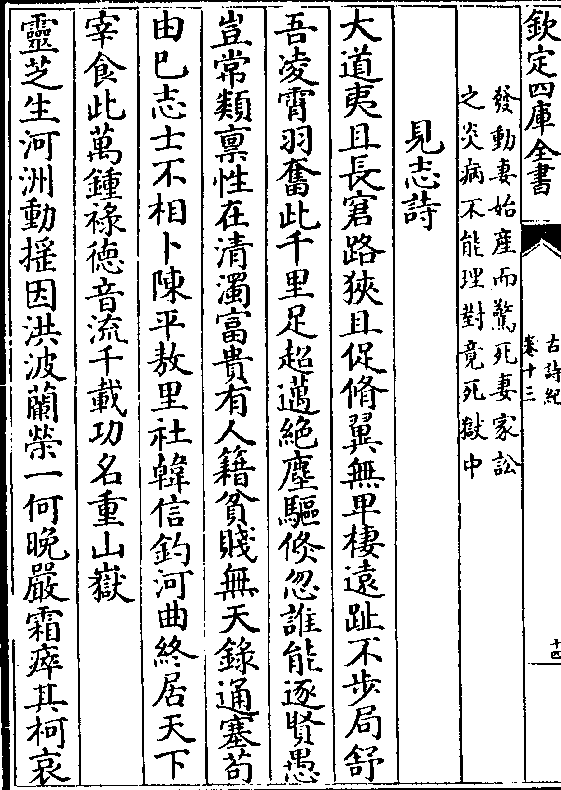 欽定四庫全書
古詩紀
卷十三
十四
發動妻始産而驚死妻家訟
之炎病不能理對竟死獄中
見志詩
大道夷且長窘路狹且促脩翼無卑棲遠趾不步局舒
吾凌霄羽奮此千里足超邁絶塵驅倐忽誰能逐賢愚
豈常類禀性在清濁富貴有人籍貧賤無天錄通塞苟
由巳志士不相卜陳平敖里社韓信釣河曲終居天下
宰食此萬鍾禄德音流千載功名重山嶽
靈芝生河洲動揺因洪波蘭榮一何晚嚴霜瘁其柯哀